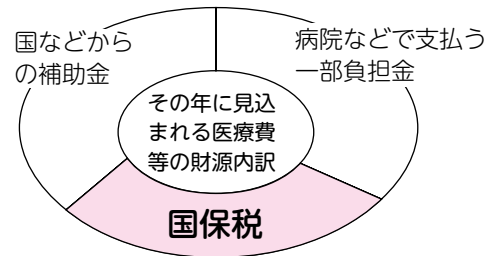 国などから
の補助金
病院などで支払う
一部負担金
その年に見込
まれる医療費
等の財源内訳
国保税